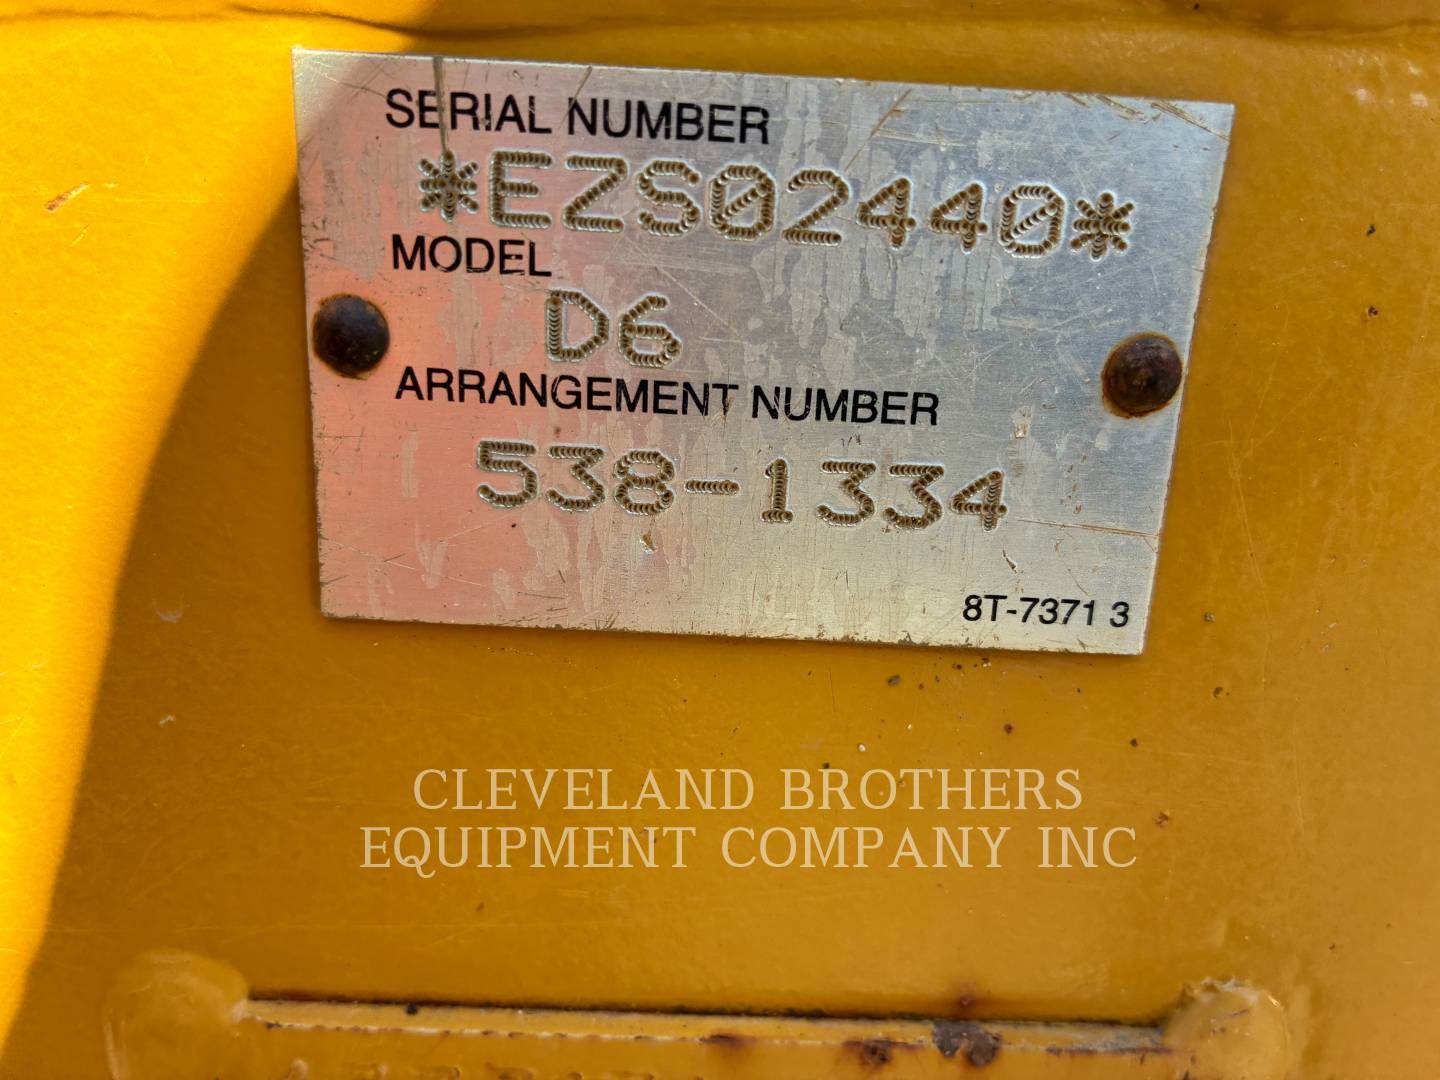 SERIAL NUMBER
*EZS02440*
MODEL
D6
ARRANGEMENT NUMBER
538-1334
8T-7371 3
CLEVELAND BROTHERS
EQUIPMENT COMPANY INC